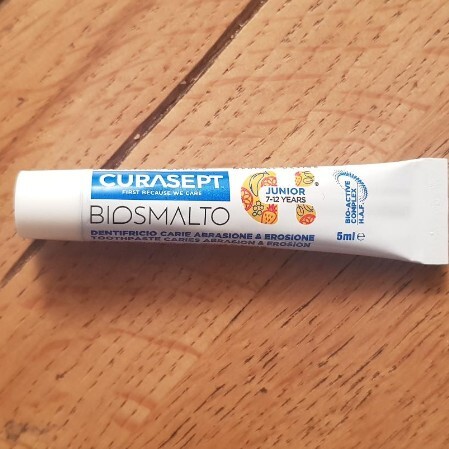 CURASEPT
FIRST BECAUSE WE CARE
BIOSMALTO
DENTIFRICIO CARIE ABRASIONE & EROSIONE
TOOTHPASTE CARIES ABRASION & EROSION
JUNIOR
7-12 YEARS
BIO-ACTIVE
COMPLEX
H.A.F.
5ml e